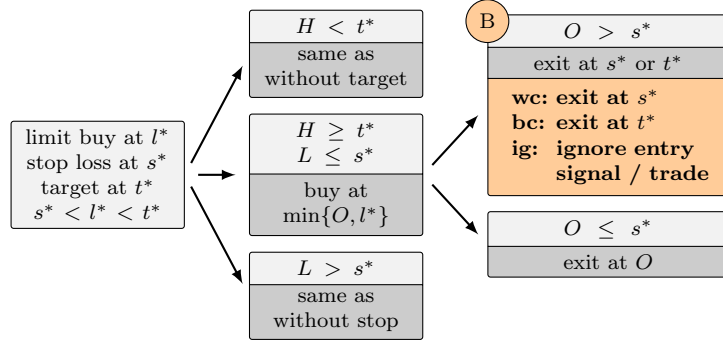 limit buy at l*
stop loss at s*
target at t*
s* < l* < t*
H < t*
same as
without target
H ≥ t*
L ≤ s*
buy at
min{O, l*}
L > s*
same as
without stop
B
O > s*
exit at s* or t*
wc: exit at s*
bc: exit at t*
ig: ignore entry
signal / trade
O ≤ s*
exit at O